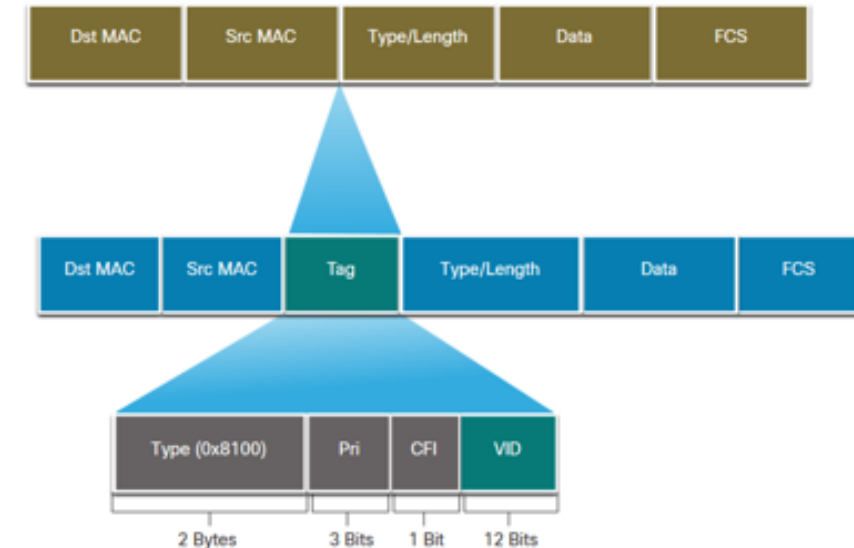 Dst MAC Src MAC Type/Length Data FCS
Dst MAC Src MAC Tag Type/Length Data FCS
Type (0x8100) Pri CFI VID
2 Bytes 3 Bits 1 Bit 12 Bits